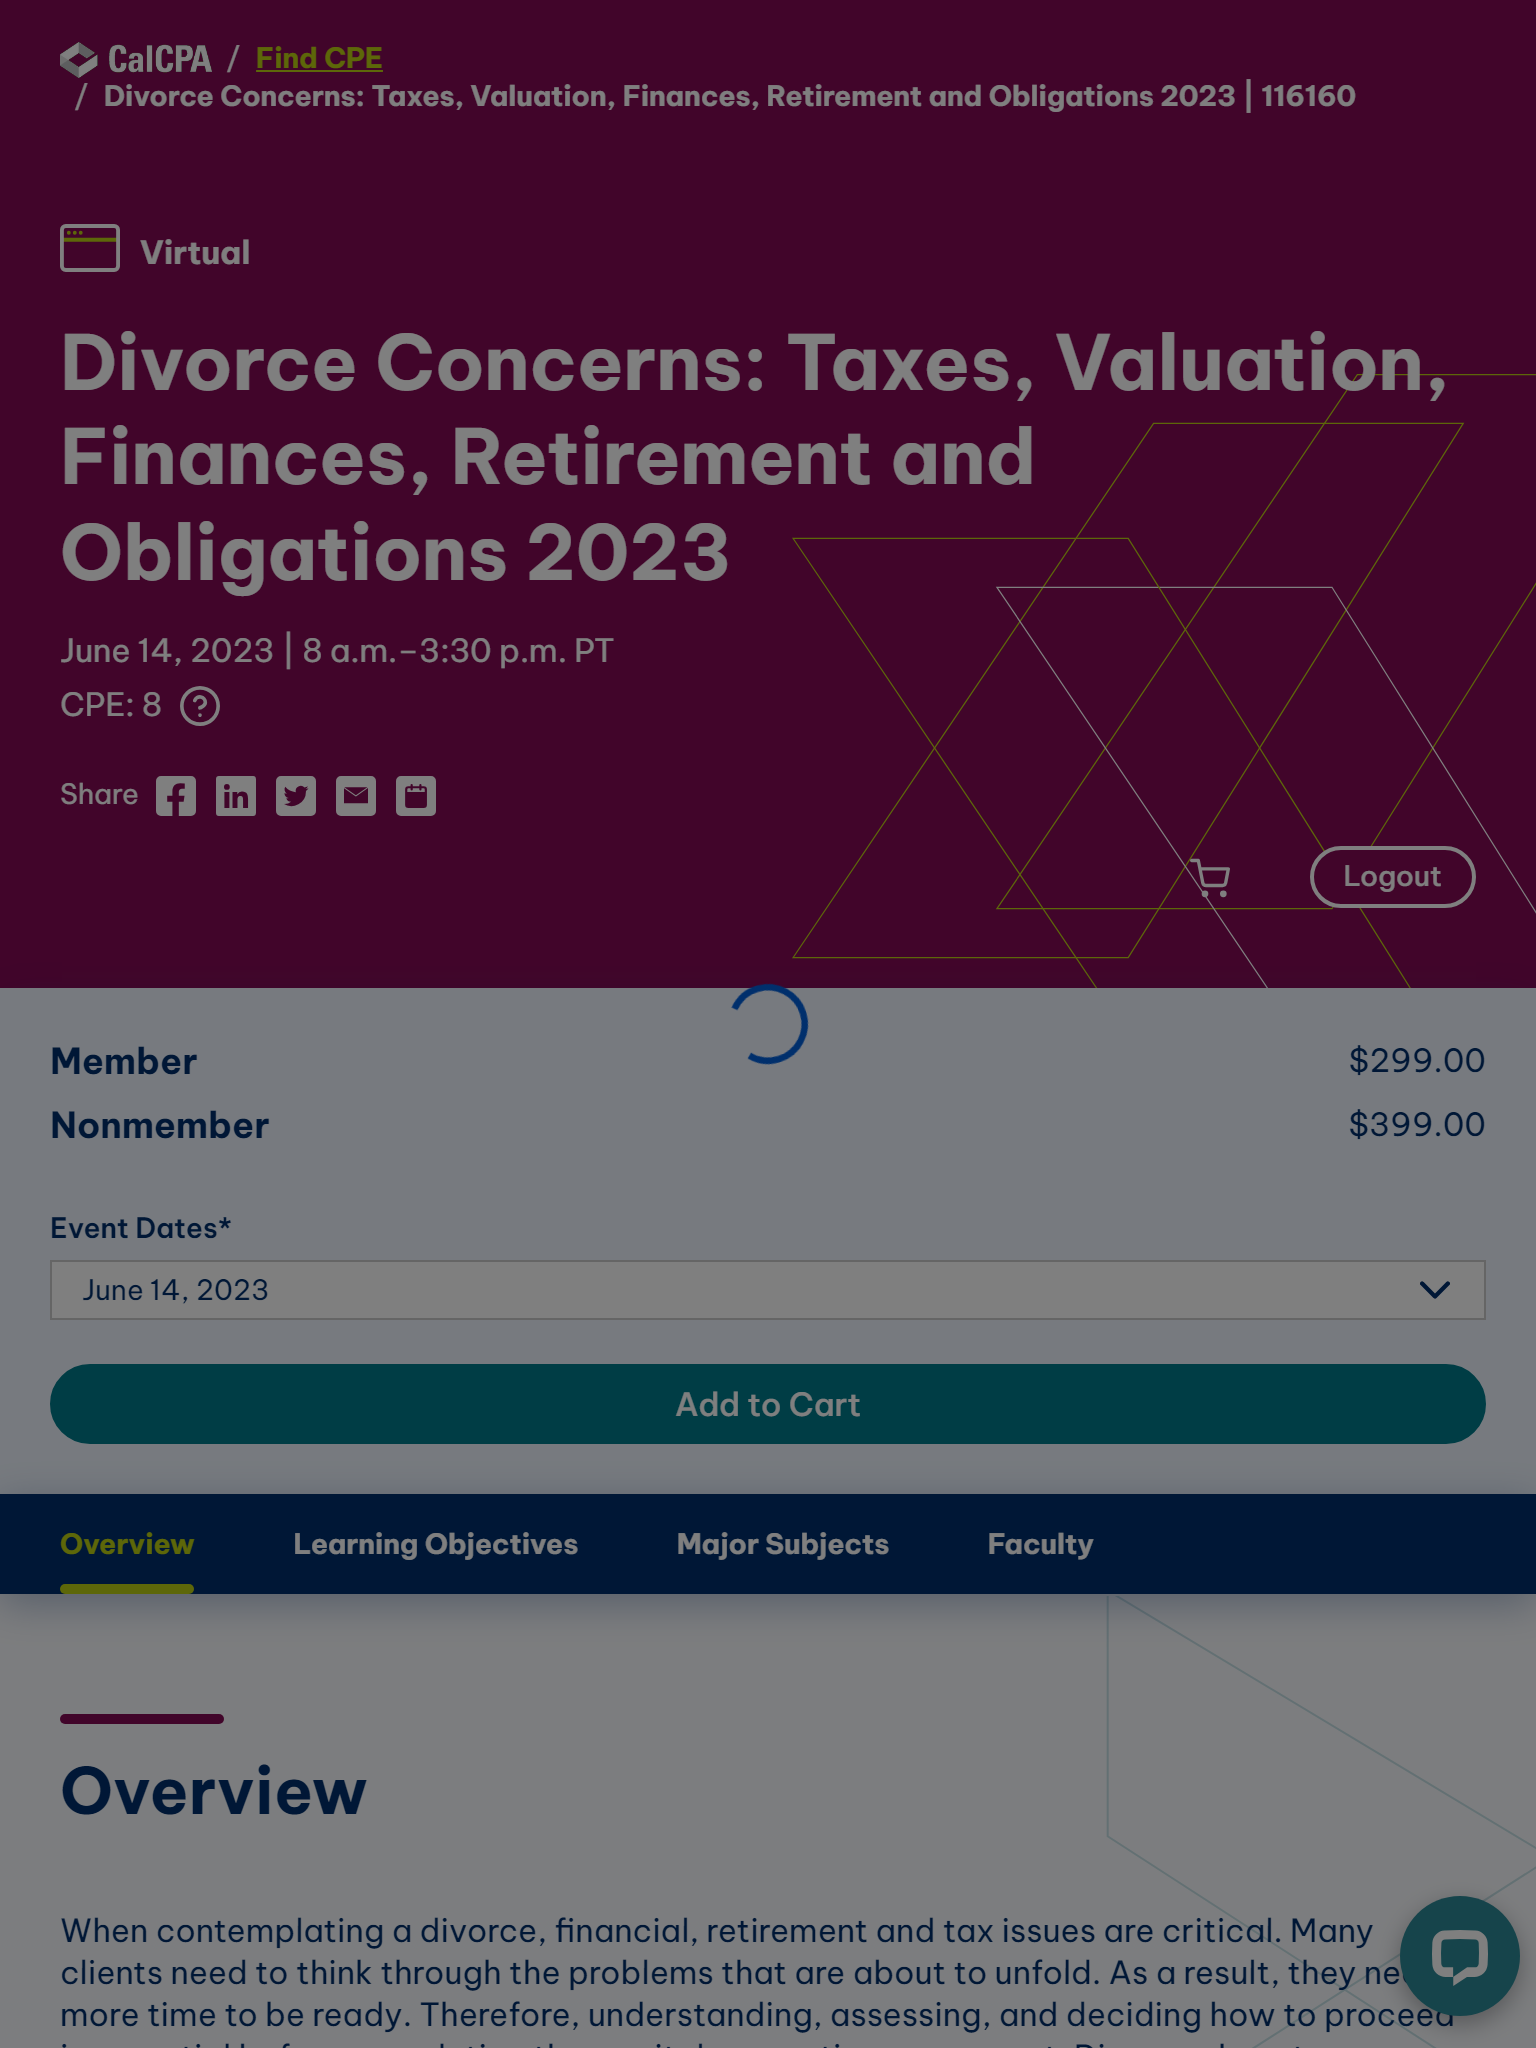 CalCPA / Find CPE
/ Divorce Concerns: Taxes, Valuation, Finances, Retirement and Obligations 2023 | 116160
Virtual
Divorce Concerns: Taxes, Valuation,
Finances, Retirement and
Obligations 2023
June 14, 2023 | 8 a.m.–3:30 p.m. PT
CPE: 8 ?
Share
Logout
Member $299.00
Nonmember $399.00
Event Dates*
June 14, 2023
Add to Cart
Overview Learning Objectives Major Subjects Faculty
Overview
When contemplating a divorce, financial, retirement and tax issues are critical. Many
clients need to think through the problems that are about to unfold. As a result, they
more time to be ready. Therefore, understanding, assessing, and deciding how to proceed